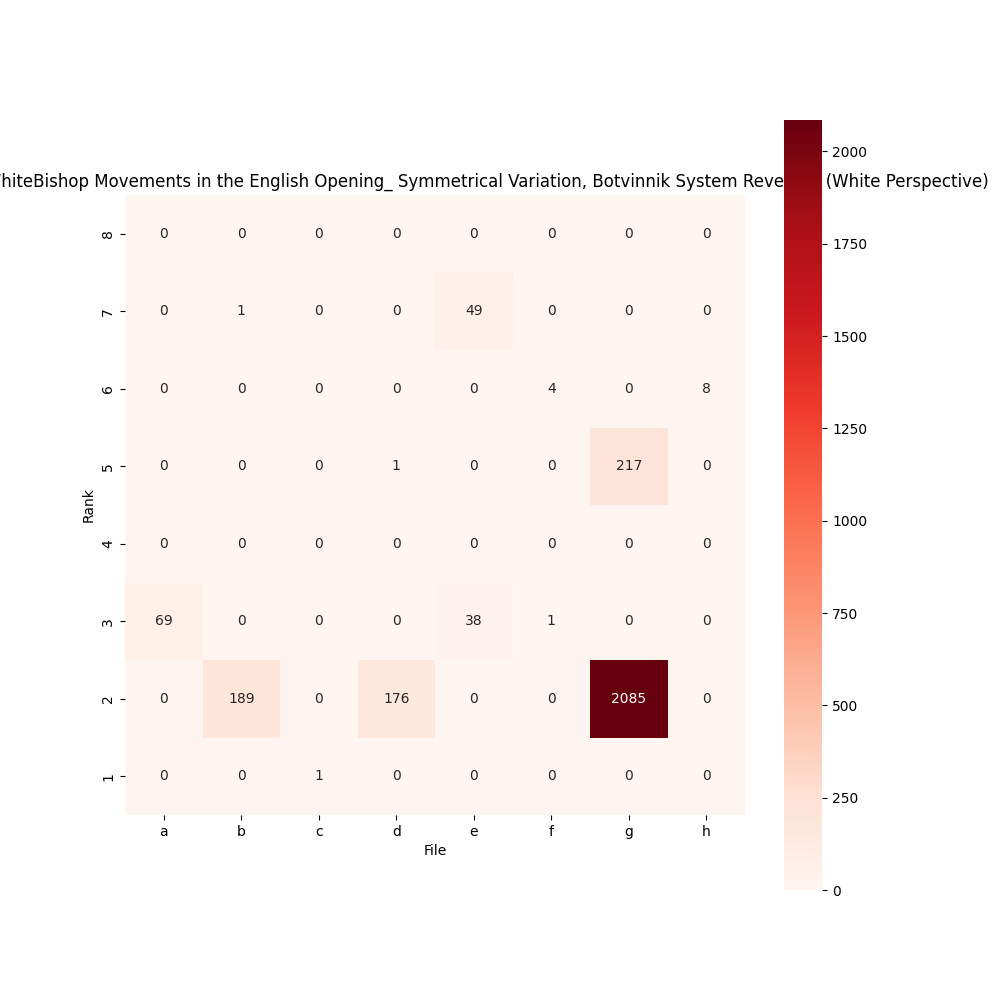 hiteBishop Movements in the English Opening_ Symmetrical Variation, Botvinnik System Reve (White Perspective)
2000
1750
1500
1250
1000
750
500
250
0
Rank
8 0 0 0 0 0 0 0 0
7 0 1 0 0 49 0 0 0
6 0 0 0 0 0 4 0 8
5 0 0 0 1 0 0 217 0
4 0 0 0 0 0 0 0 0
3 69 0 0 0 38 1 0 0
2 0 189 0 176 0 0 2085 0
1 0 0 1 0 0 0 0 0
a b c d e f g h
File